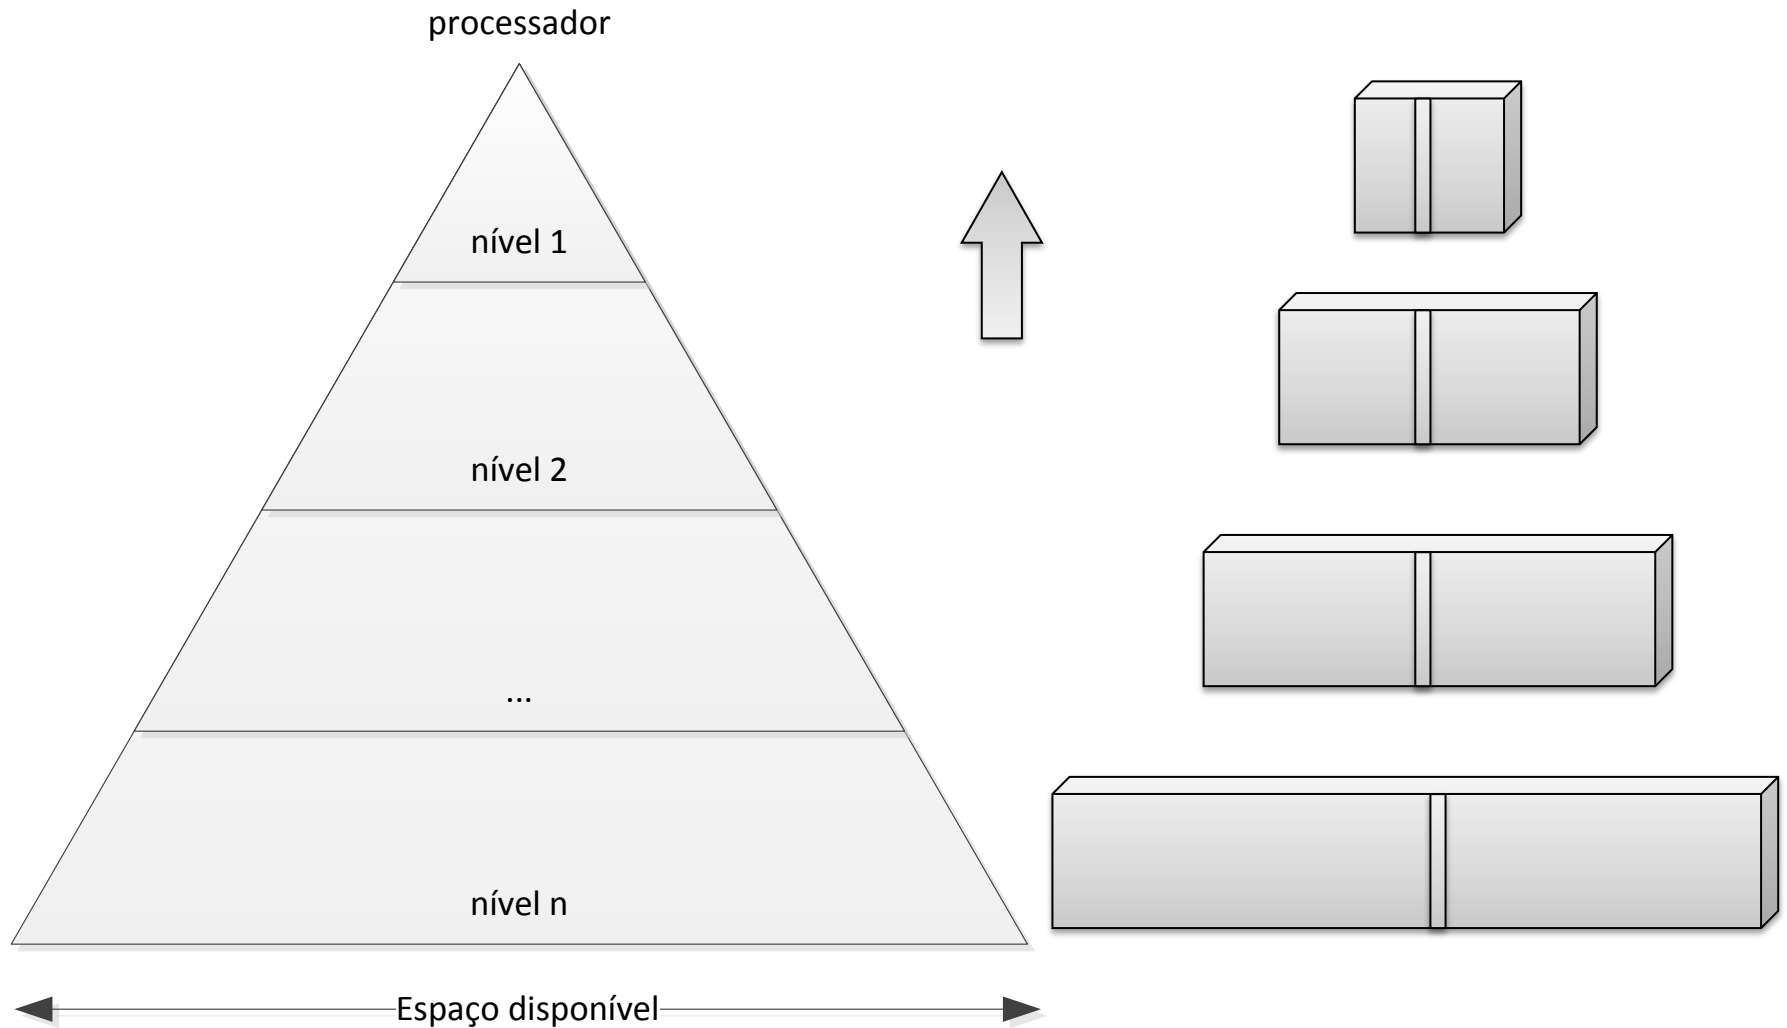 processador
nível 1
nível 2
...
nível n
Espaço disponível